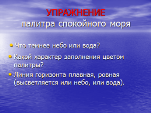 УПРАЖНЕНИЕ
палитра спокойного моря
Что темнее небо или вода?
Какой характер заполнения цветом
палитры?
Линия горизонта плавная, ровная
(высветляется или небо, или вода).